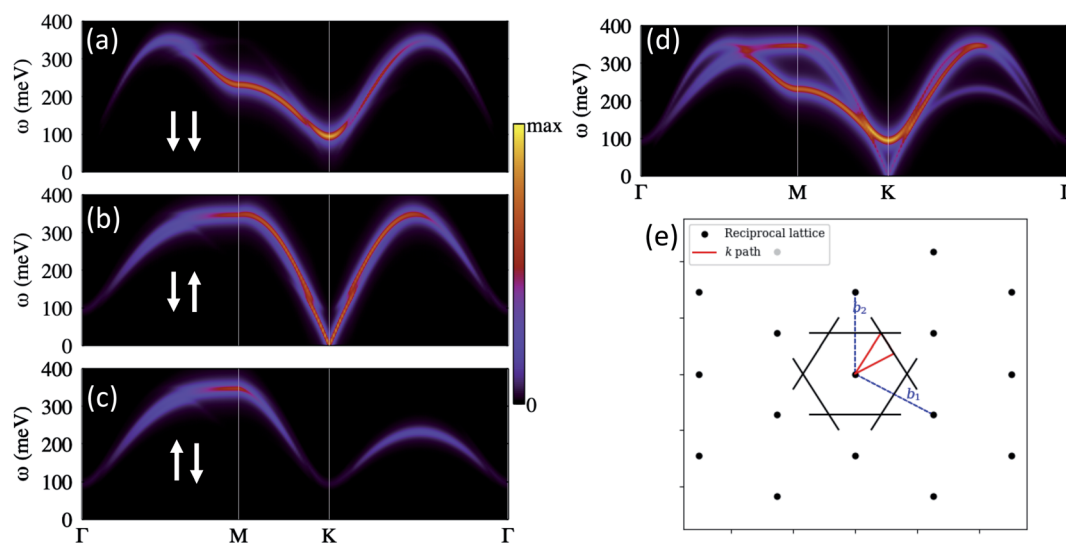 (a)
ω (meV)
400
300
200
100
0
(b)
ω (meV)
400
300
200
100
0
(c)
ω (meV)
400
300
200
100
0
Γ
M
K
Γ
max
0
(d)
ω (meV)
400
300
200
100
0
Γ
M
K
(e)
Reciprocal lattice
k path
b₂
b₁